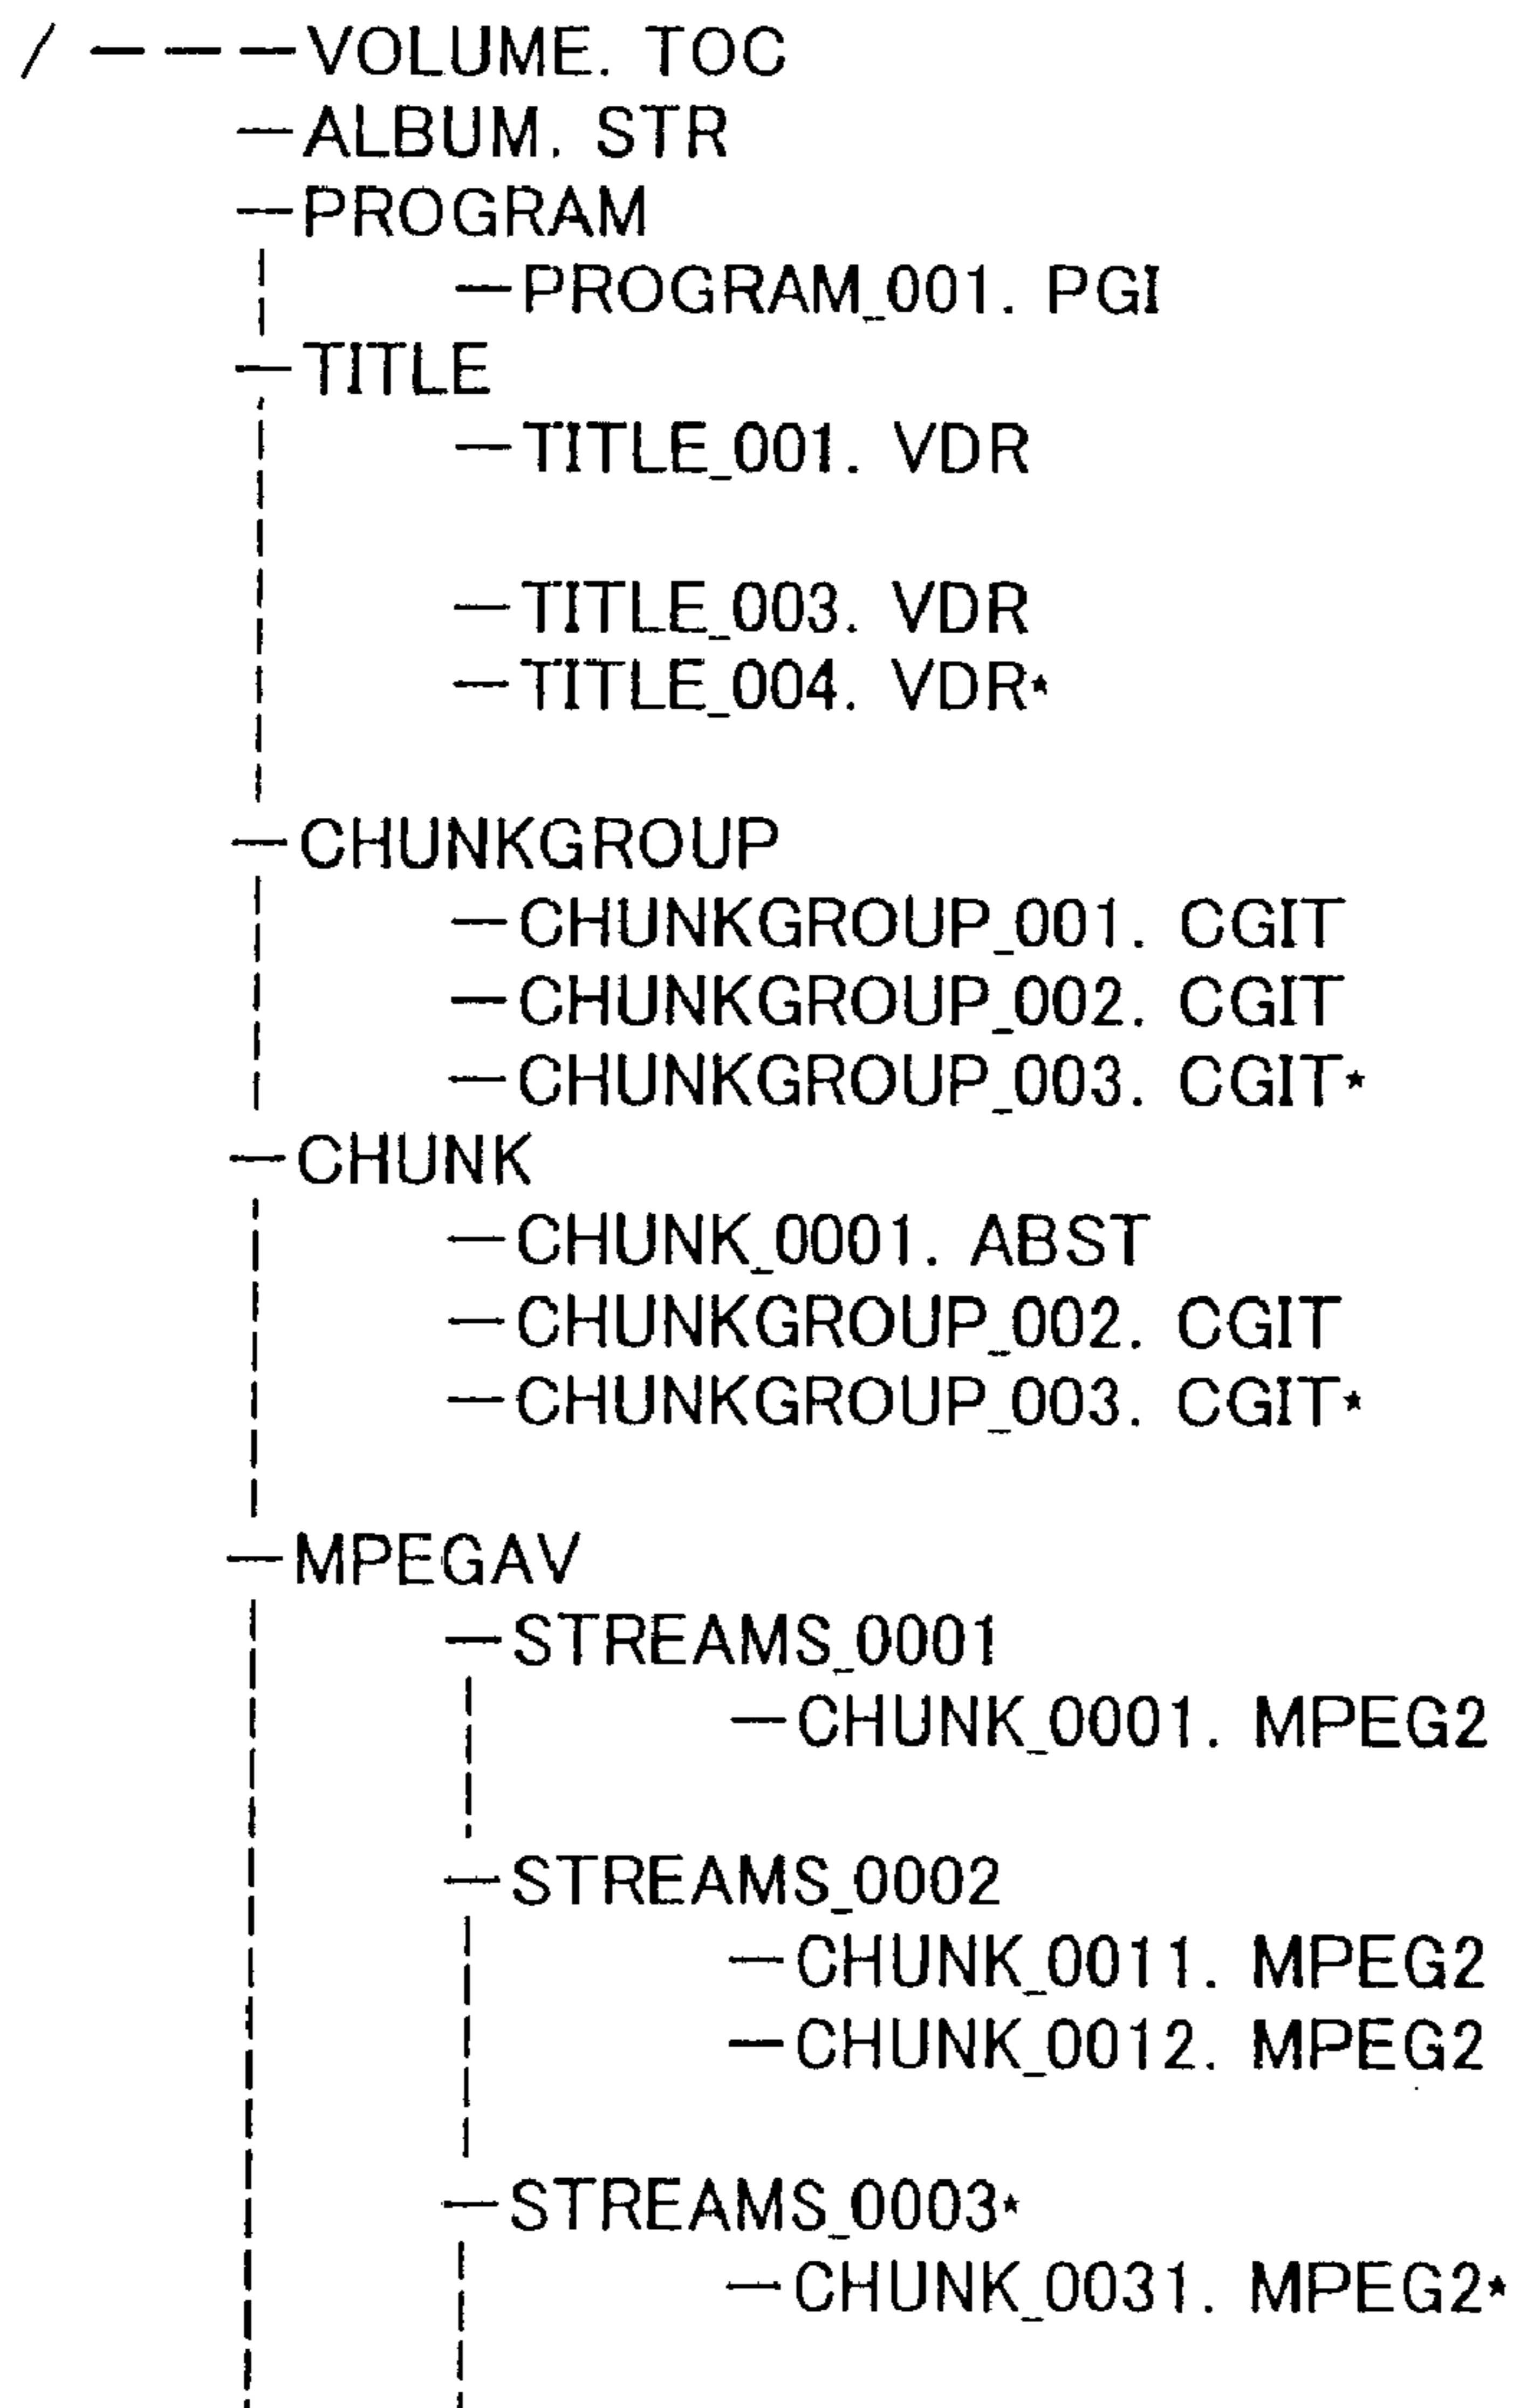 / ---VOLUME. TOC
-ALBUM. STR
-PROGRAM
-PROGRAM_001. PGI
-TITLE
-TITLE_001. VDR
-TITLE_003. VDR
-TITLE_004. VDR★
-CHUNKGROUP
-CHUNKGROUP_001. CGIT
-CHUNKGROUP_002. CGIT
-CHUNKGROUP_003. CGIT★
-CHUNK
-CHUNK_0001. ABST
-CHUNKGROUP_002. CGIT
-CHUNKGROUP_003. CGIT★
-MPEGAV
-STREAMS_0001
-CHUNK_0001. MPEG2
-STREAMS_0002
-CHUNK_0011. MPEG2
-CHUNK_0012. MPEG2
-STREAMS_0003★
-CHUNK_0031. MPEG2★